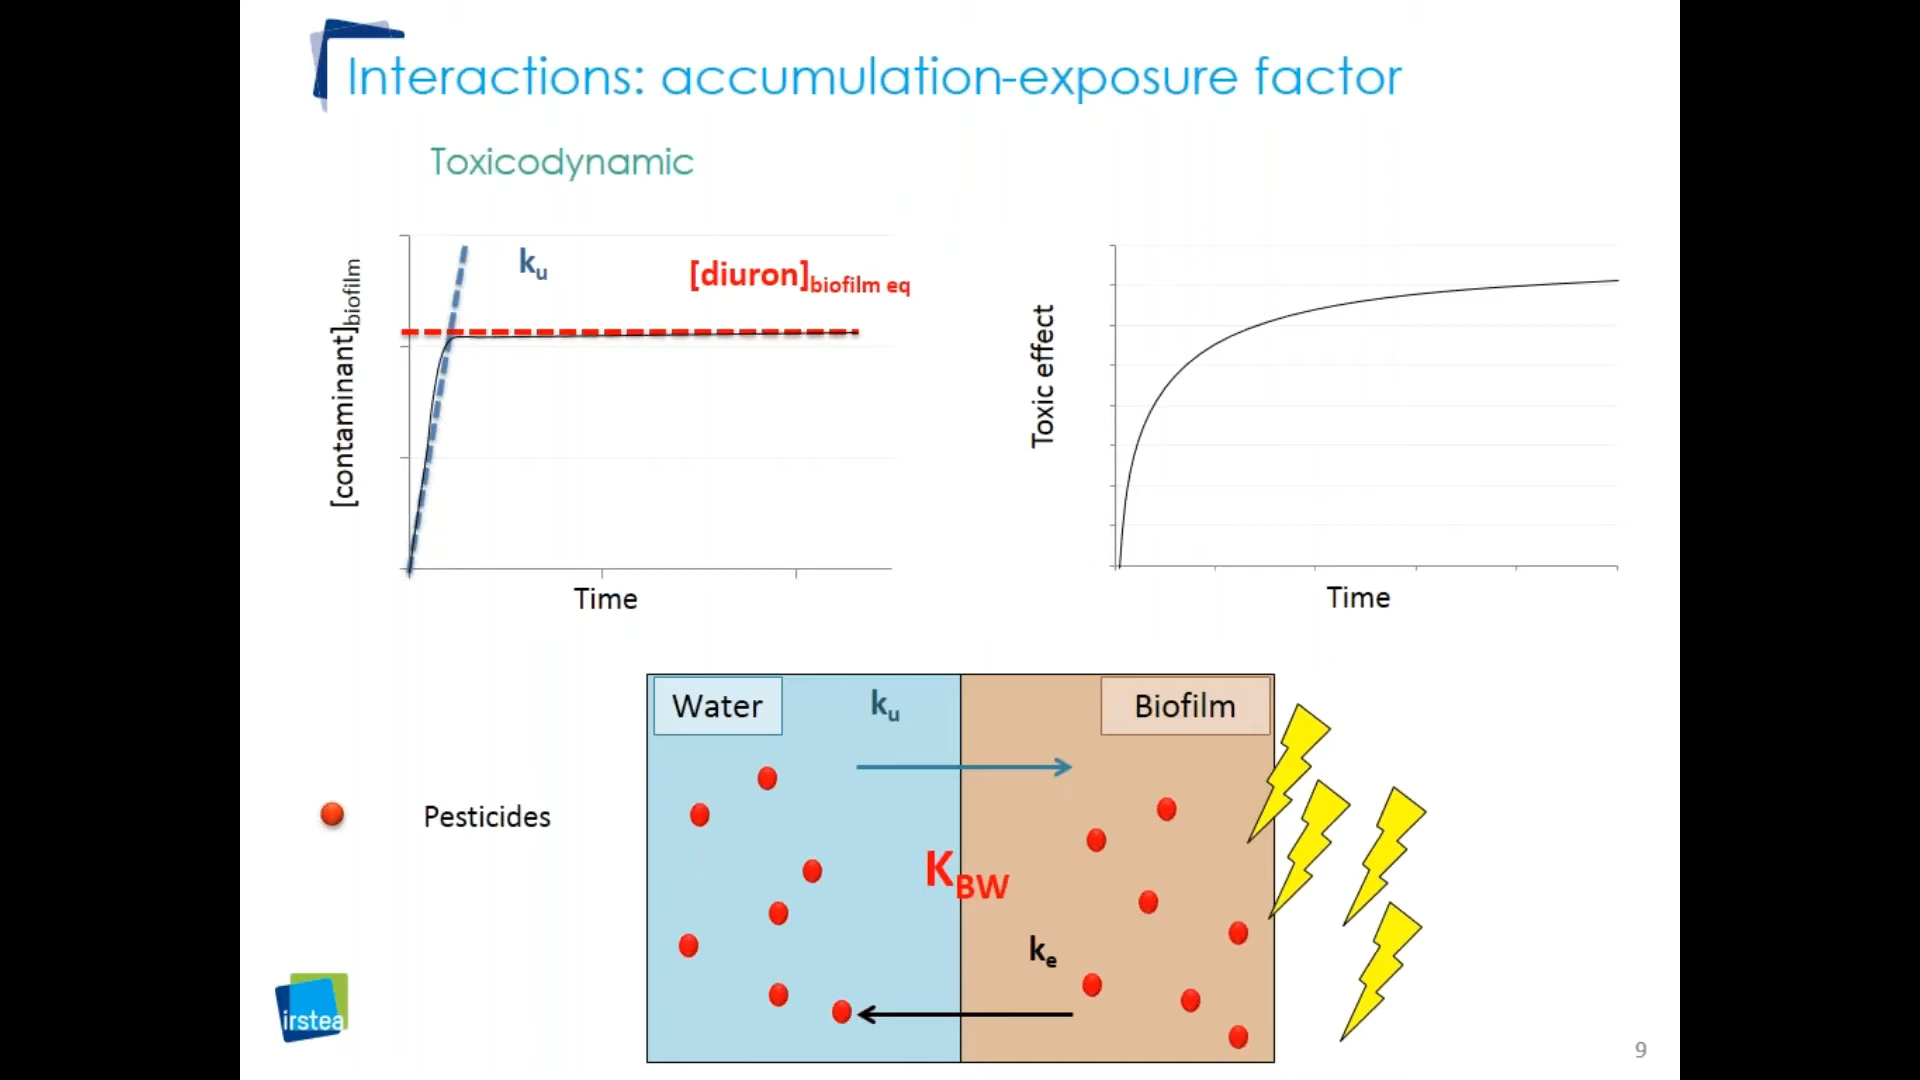 Interactions: accumulation-exposure factor
Toxicodynamic
[contaminant]biofilm
ku
[diuron]biofilm eq
Time
Toxic effect
Time
Water
ku
Biofilm
Pesticides
KBW
ke
irstea
9